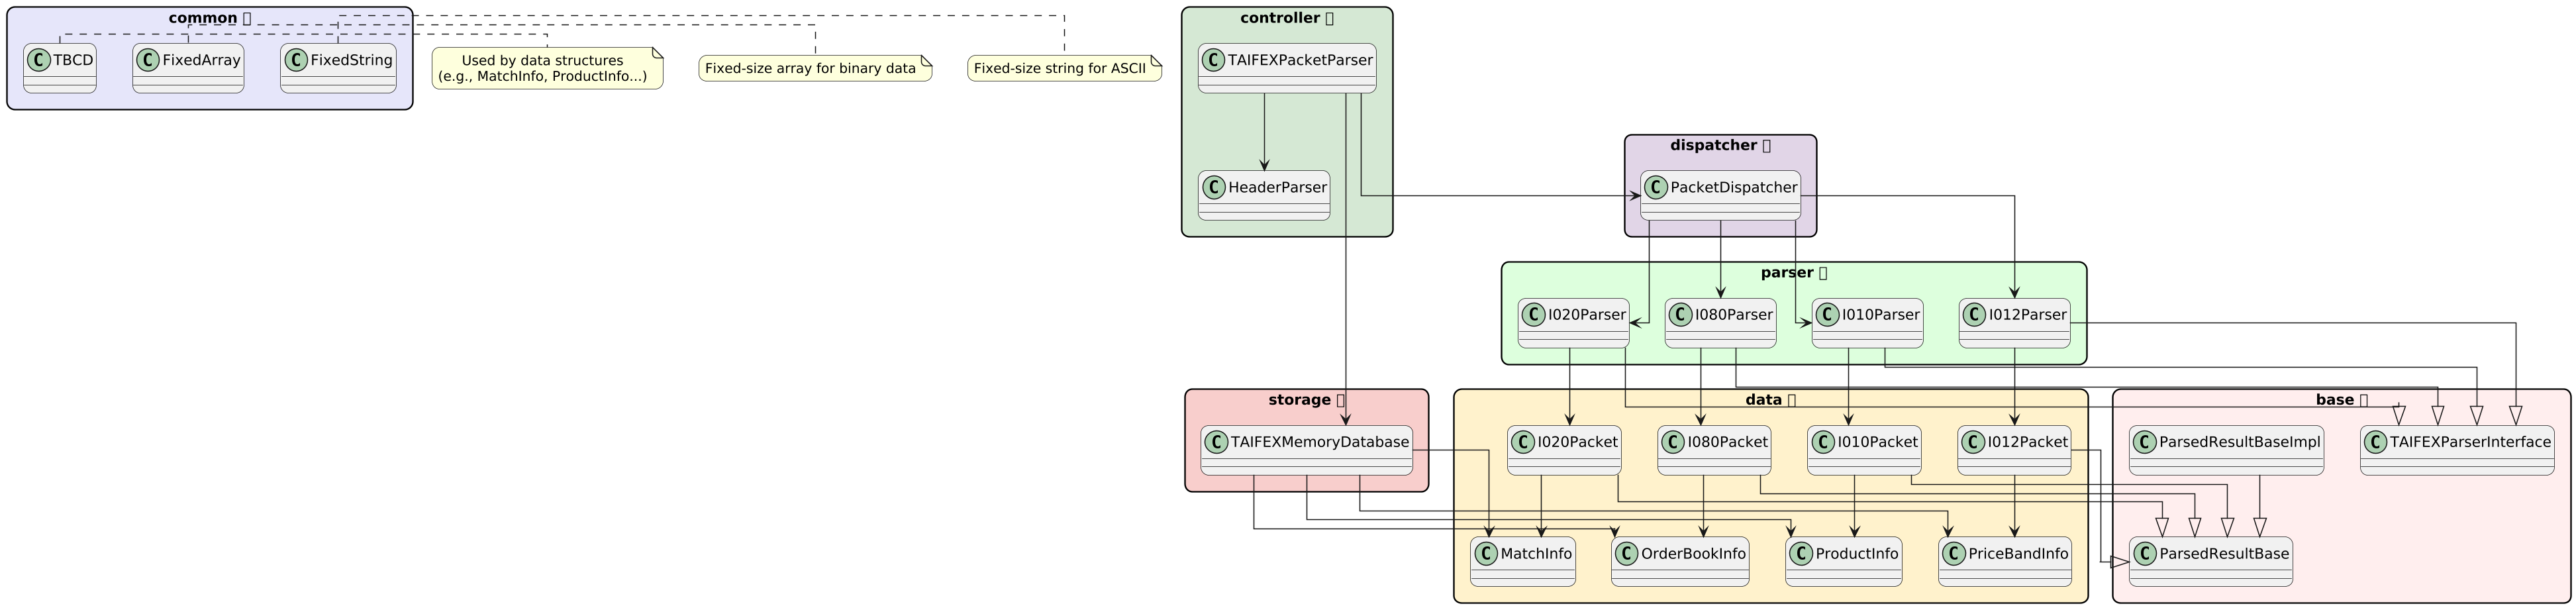 common
C TBCD
C FixedArray
C FixedString
Used by data structures
(e.g., MatchInfo, ProductInfo...)
Fixed-size array for binary data
Fixed-size string for ASCII
controller
C TAIFEXPacketParser
C HeaderParser
dispatcher
C PacketDispatcher
parser
C I020Parser
C I080Parser
C I010Parser
C I012Parser
storage
C TAIFEXMemoryDatabase
data
C I020Packet
C I080Packet
C I010Packet
C I012Packet
C MatchInfo
C OrderBookInfo
C ProductInfo
C PriceBandInfo
base
C ParsedResultBaseImpl
C TAIFEXParserInterface
C ParsedResultBase